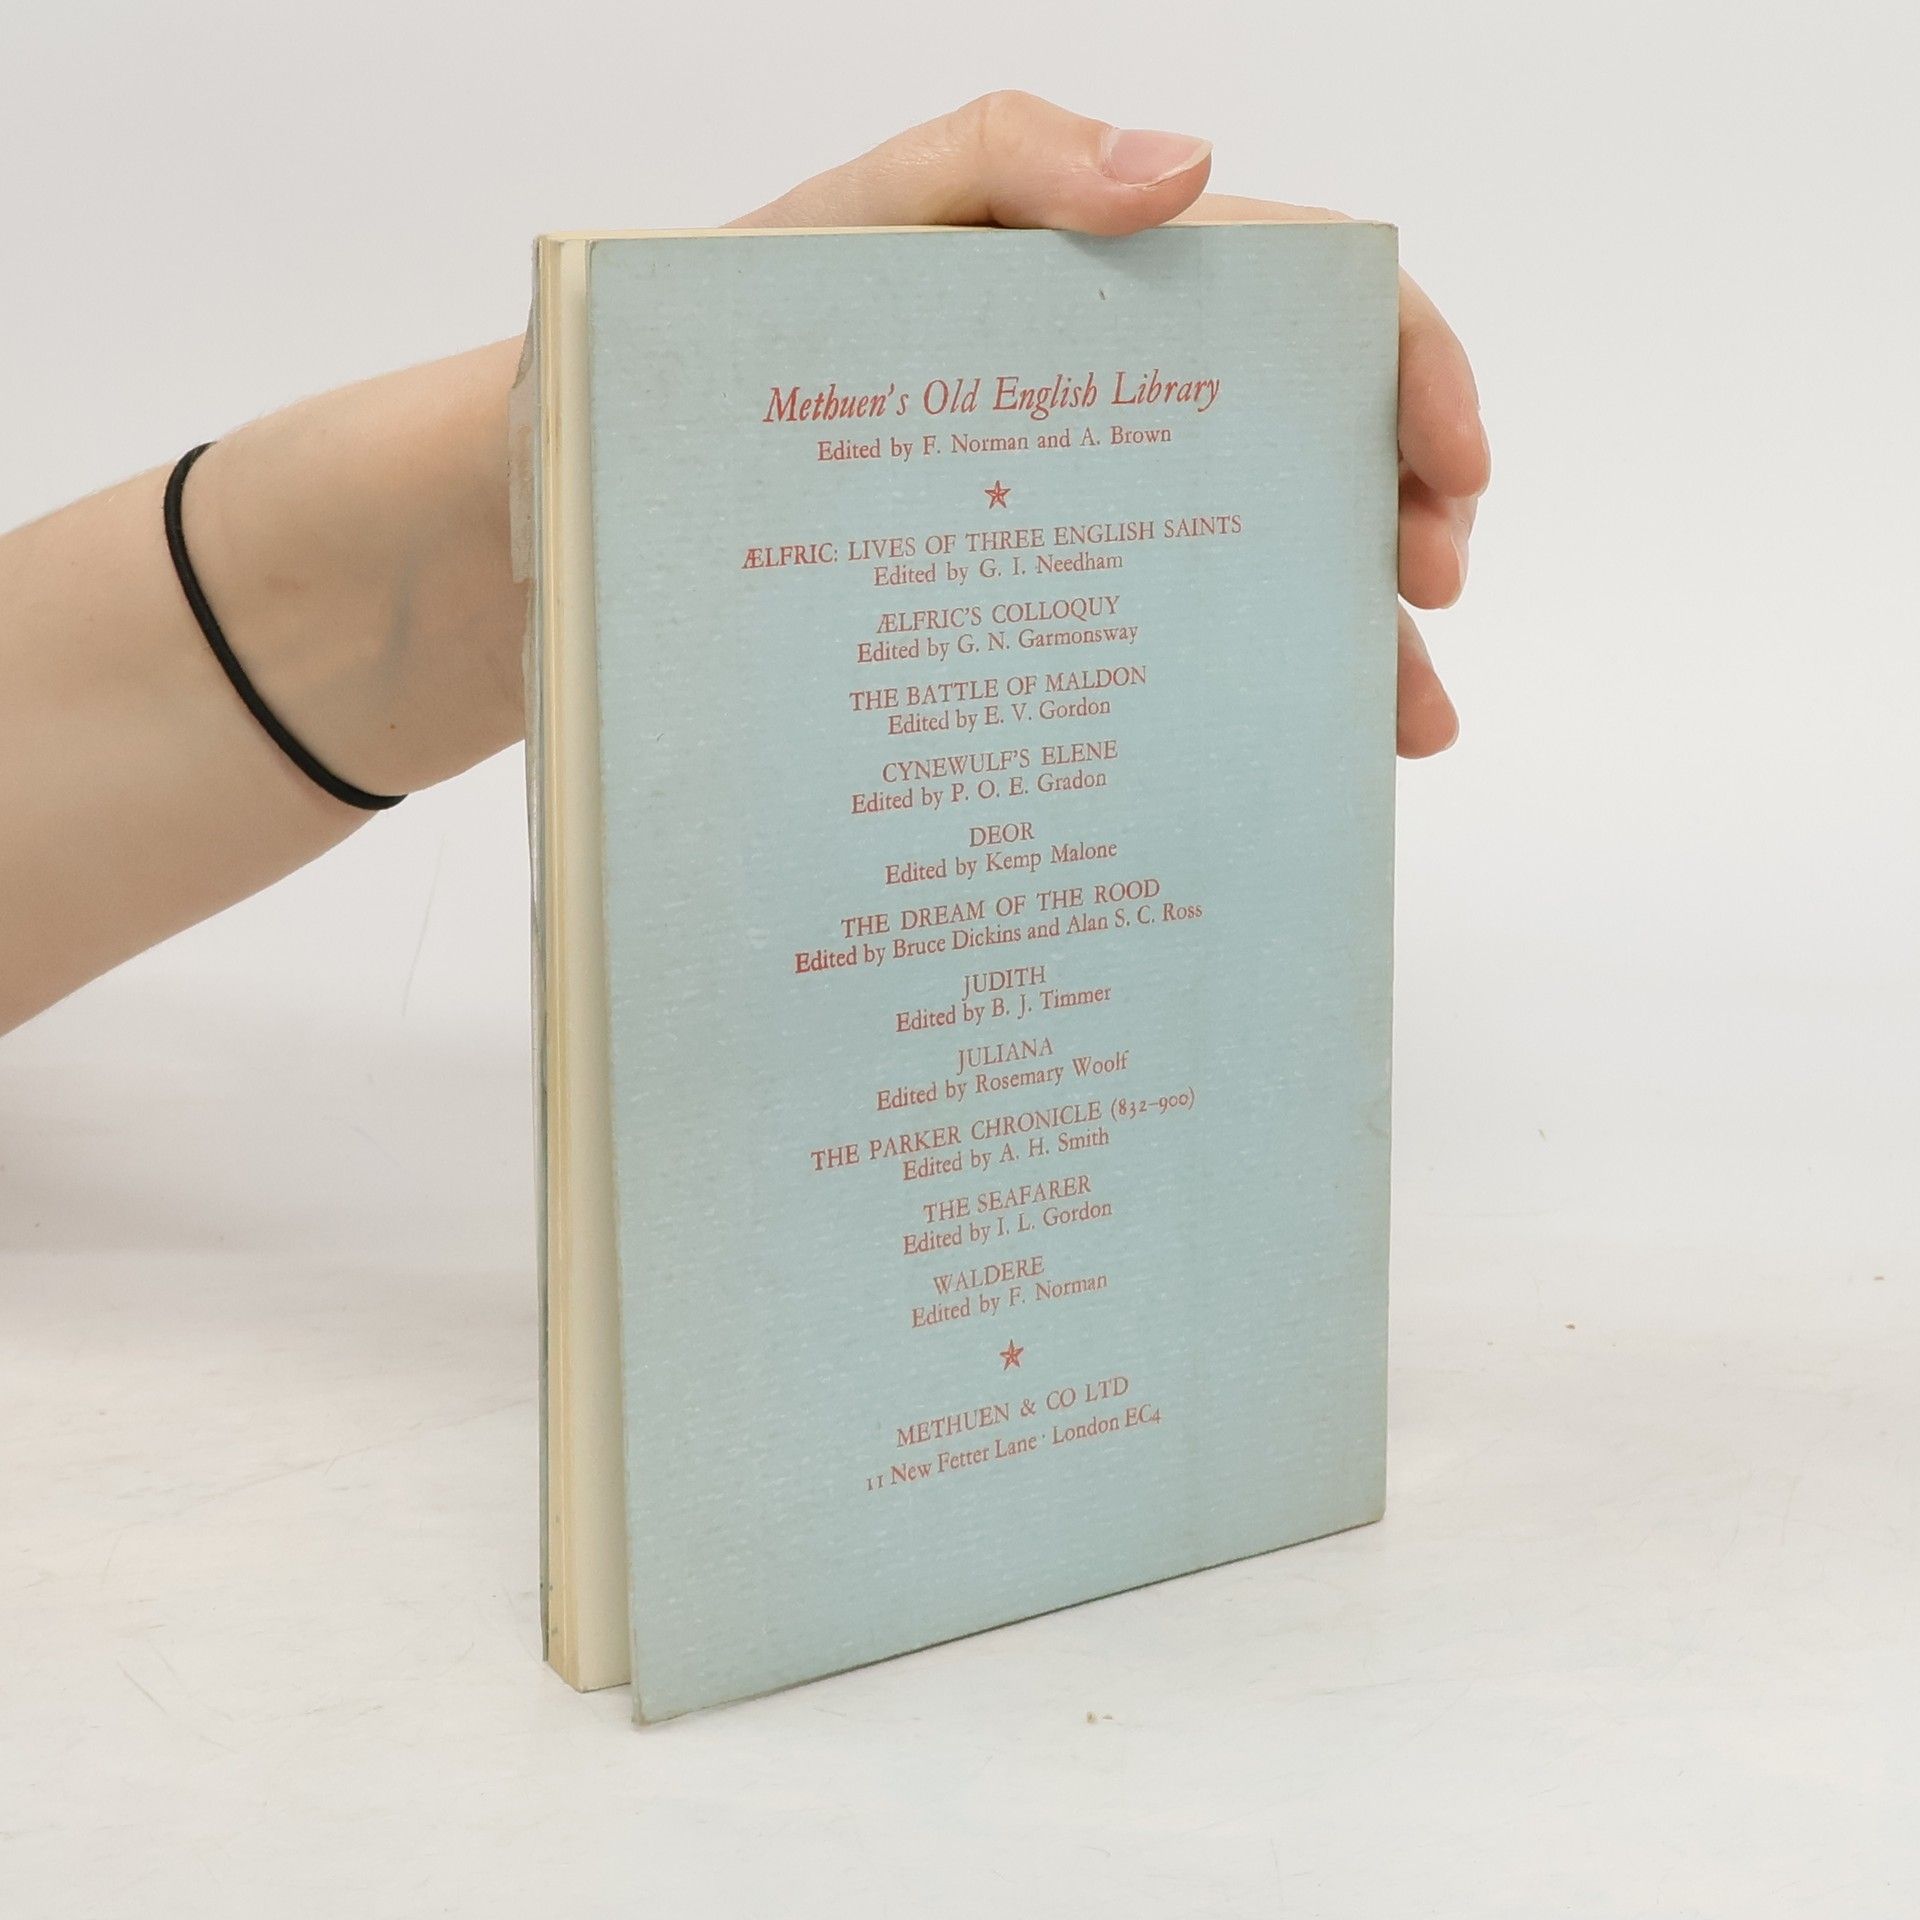 Methuen's Old English Library
Edited by F. Norman and A. Brown
ÆLFRIC: LIVES OF THREE ENGLISH SAINTS
Edited by G. I. Needham
ÆLFRIC'S COLLOQUY
Edited by G. N. Garmonsway
THE BATTLE OF MALDON
Edited by E. V. Gordon
CYNEWULF'S ELENE
Edited by P. O. E. Gradon
DEOR
Edited by Kemp Malone
THE DREAM OF THE ROOD
Edited by Bruce Dickins and Alan S. C. Ross
JUDITH
Edited by B. J. Timmer
JULIANA
Edited by Rosemary Woolf
THE PARKER CHRONICLE (832–900)
Edited by A. H. Smith
THE SEAFARER
Edited by I. L. Gordon
WALDERE
Edited by F. Norman
METHUEN & CO LTD
11 New Fetter Lane · London EC4